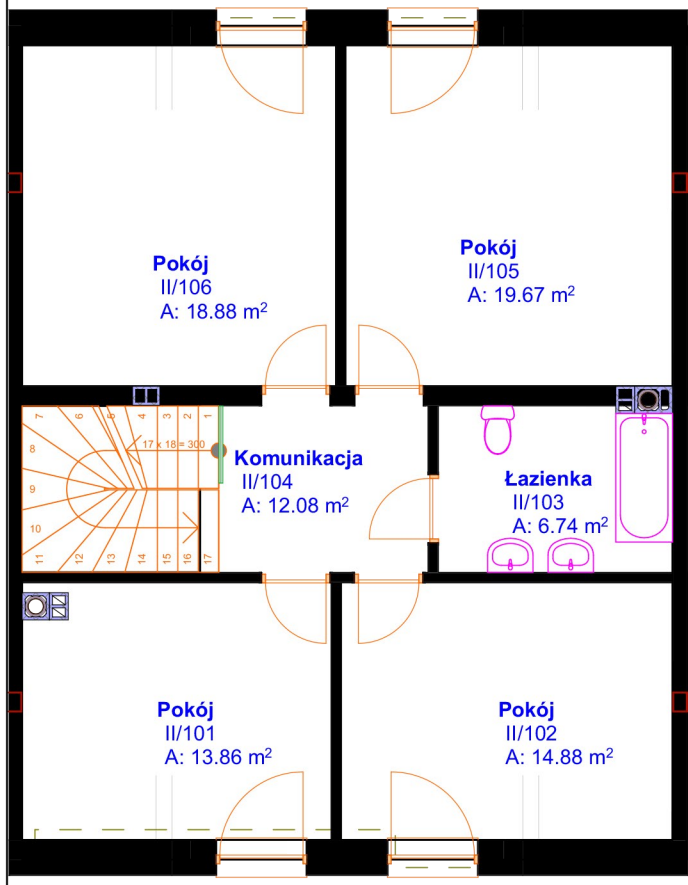 Pokój
II/106
A: 18.88 m²
Pokój
II/105
A: 19.67 m²
7 6 5 4 3 2 1
8
17 x 18 = 300
9
10
11 12 13 14 15 16 17
Komunikacja
II/104
A: 12.08 m²
Łazienka
II/103
A: 6.74 m²
Pokój
II/101
A: 13.86 m²
Pokój
II/102
A: 14.88 m²